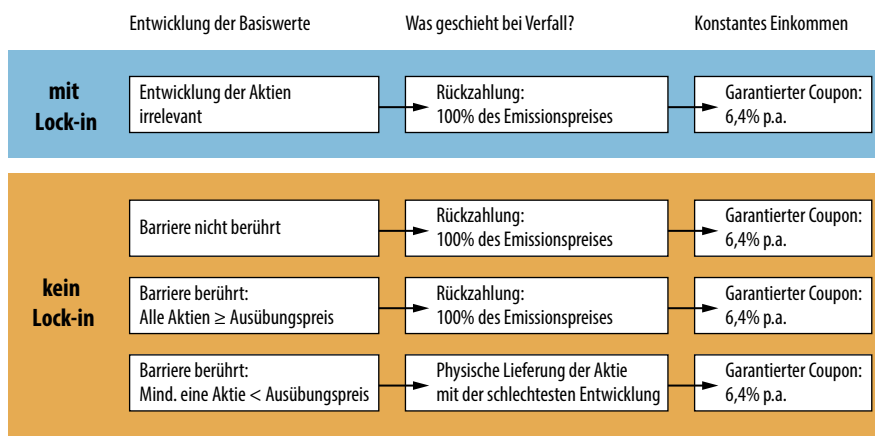 Entwicklung der Basiswerte
Was geschieht bei Verfall?
Konstantes Einkommen
mit
Lock-in
Entwicklung der Aktien
irrelevant
Rückzahlung:
100% des Emissionspreises
Garantierter Coupon:
6,4% p.a.
kein
Lock-in
Barriere nicht berührt
Rückzahlung:
100% des Emissionspreises
Garantierter Coupon:
6,4% p.a.
Barriere berührt:
Alle Aktien ≥ Ausübungspreis
Rückzahlung:
100% des Emissionspreises
Garantierter Coupon:
6,4% p.a.
Barriere berührt:
Mind. eine Aktie < Ausübungspreis
Physische Lieferung der Aktie
mit der schlechtesten Entwicklung
Garantierter Coupon:
6,4% p.a.